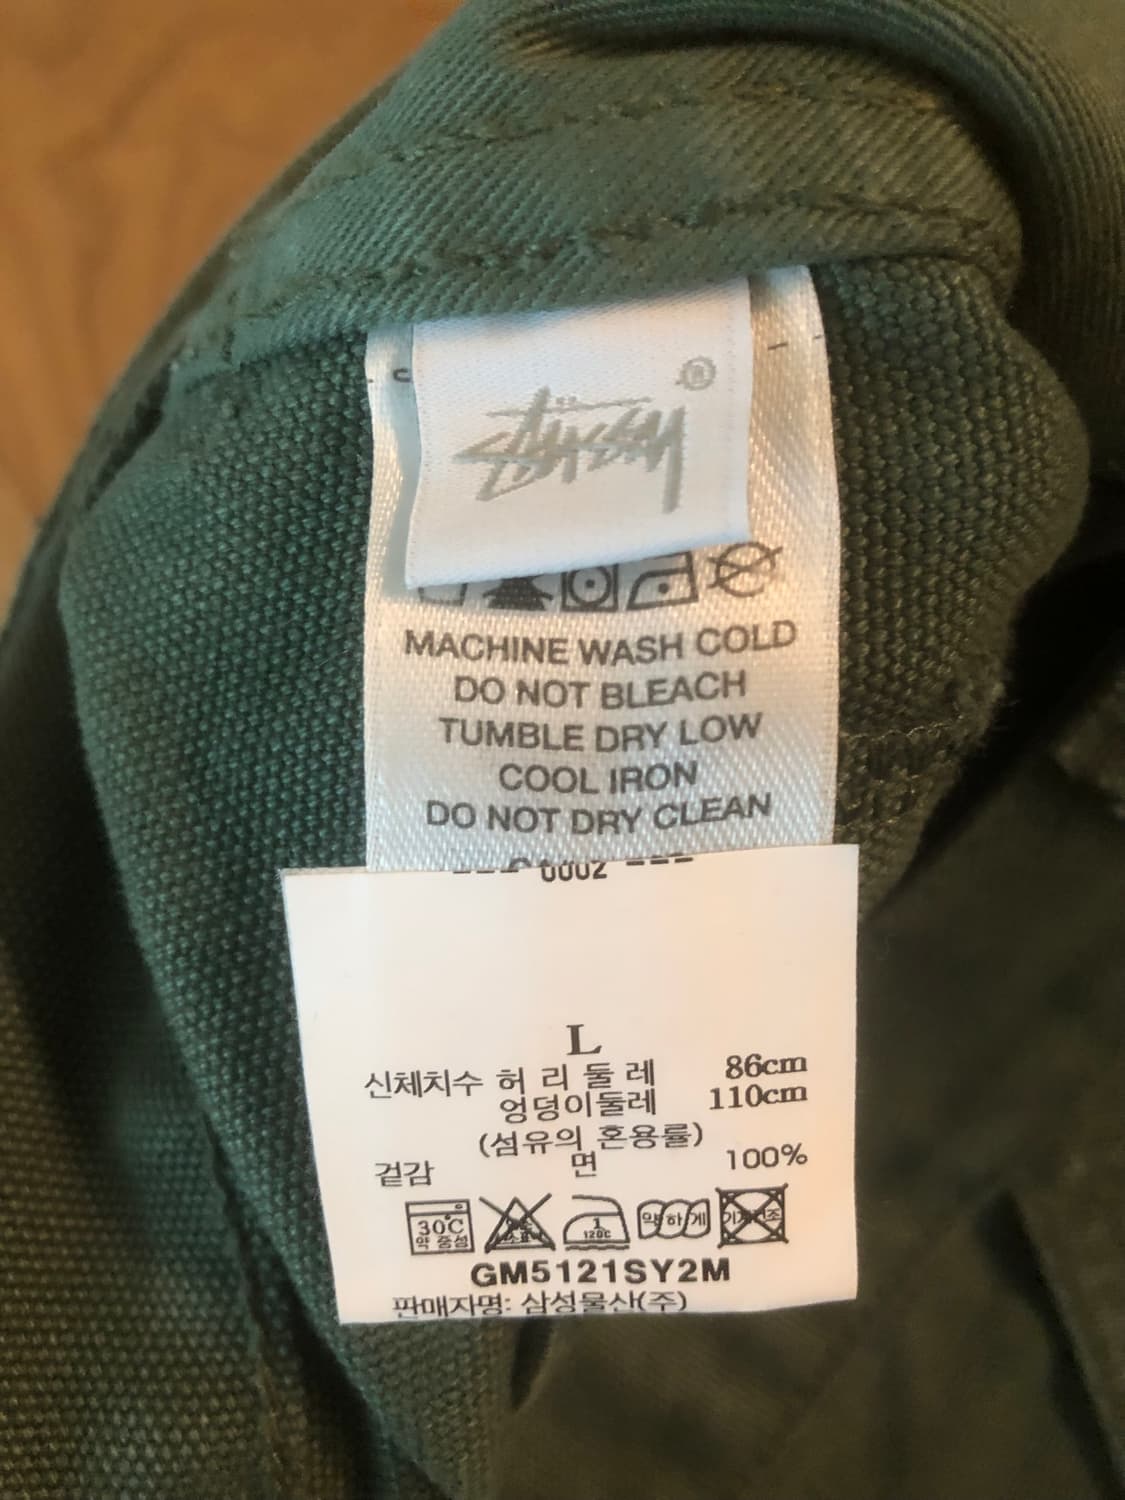 Stüssy ®
MACHINE WASH COLD
DO NOT BLEACH
TUMBLE DRY LOW
COOL IRON
DO NOT DRY CLEAN
L
신체치수 허 리 둘 레 86cm
엉덩이둘레 110cm
(섬유의 혼용률)
겉감 면 100%
30℃ 약 중성 1 120℃ 약하게
GM5121SY2M
판매자명: 삼성물산(주)